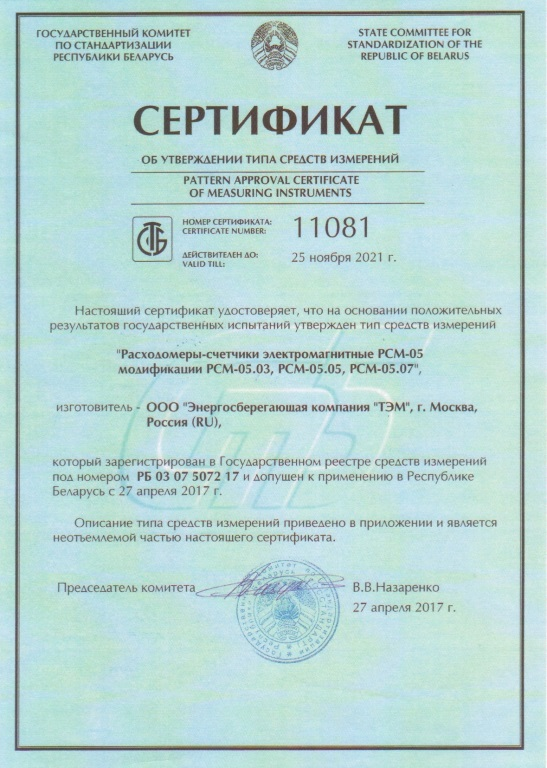 ГОСУДАРСТВЕННЫЙ КОМИТЕТ
ПО СТАНДАРТИЗАЦИИ
РЕСПУБЛИКИ БЕЛАРУСЬ
STATE COMMITTEE FOR
STANDARDIZATION OF THE
REPUBLIC OF BELARUS
СЕРТИФИКАТ
ОБ УТВЕРЖДЕНИИ ТИПА СРЕДСТВ ИЗМЕРЕНИЙ
PATTERN APPROVAL CERTIFICATE
OF MEASURING INSTRUMENTS
НОМЕР СЕРТИФИКАТА:
CERTIFICATE NUMBER:
11081
ДЕЙСТВИТЕЛЕН ДО:
VALID TILL:
25 ноября 2021 г.
Настоящий сертификат удостоверяет, что на основании положительных
результатов государственных испытаний утвержден тип средств измерений
"Расходомеры-счетчики электромагнитные РСМ-05
модификации РСМ-05.03, РСМ-05.05, РСМ-05.07",
изготовитель - ООО "Энергосберегающая компания "ТЭМ", г. Москва,
Россия (RU),
который зарегистрирован в Государственном реестре средств измерений
под номером РБ 03 07 5072 17 и допущен к применению в Республике
Беларусь с 27 апреля 2017 г.
Описание типа средств измерений приведено в приложении и является
неотъемлемой частью настоящего сертификата.
Председатель комитета
В.В.Назаренко
27 апреля 2017 г.